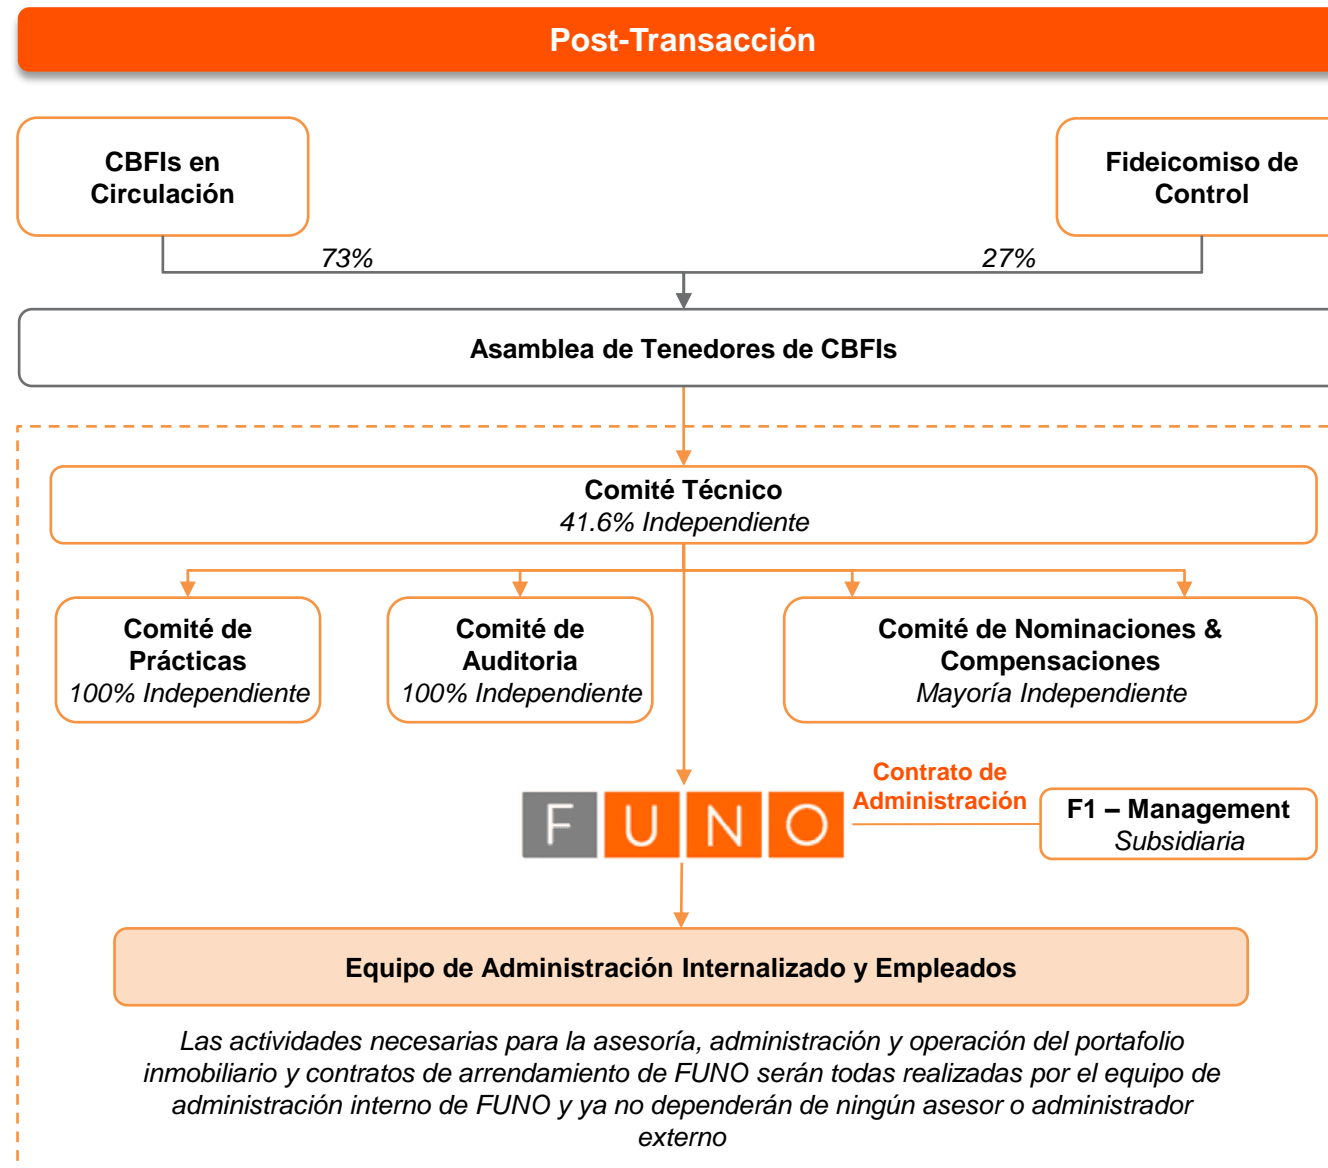 Post-Transacción
CBFIs en
Circulación
Fideicomiso de
Control
73%
27%
Asamblea de Tenedores de CBFIs
Comité Técnico
41.6% Independiente
Comité de
Prácticas
100% Independiente
Comité de
Auditoria
100% Independiente
Comité de Nominaciones &
Compensaciones
Mayoría Independiente
FUNO
Contrato de
Administración
F1 – Management
Subsidiaria
Equipo de Administración Internalizado y Empleados
Las actividades necesarias para la asesoría, administración y operación del portafolio
inmobiliario y contratos de arrendamiento de FUNO serán todas realizadas por el equipo de
administración interno de FUNO y ya no dependerán de ningún asesor o administrador
externo